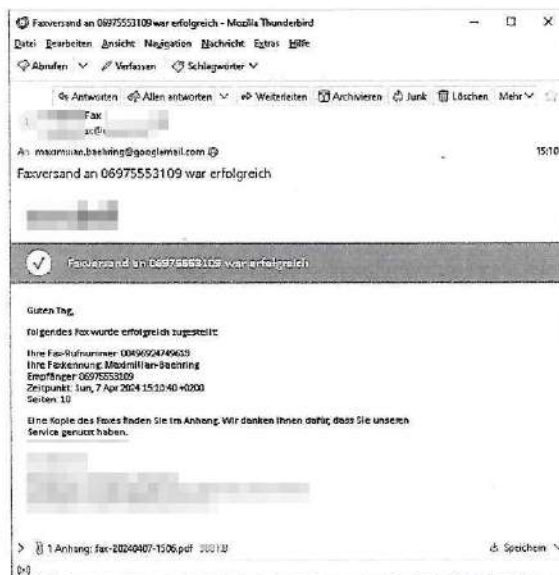 Faxversand an 06975553109 war erfolgreich - Mozilla Thunderbird
Datei Bearbeiten Ansicht Navigation Nachricht Extras Hilfe
Abrufen Verfassen Schlagwörter
Antworten Allen antworten Weiterleiten Archivieren Junk Löschen Mehr
Fax
An maximilian.baehring@googlemail.com 15:10
Faxversand an 06975553109 war erfolgreich
Faxversand an 06975553109 war erfolgreich
Guten Tag,
folgendes Fax wurde erfolgreich zugestellt:
Ihre Fax-Rufnummer: 00496924749619
Ihre Faxkennung: Maximilian-Baehring
Empfänger 06975553109
Zeitpunkt: Sun, 7 Apr 2024 15:10:40 +0200
Seiten: 10
Eine Kopie des Faxes finden Sie im Anhang. Wir danken Ihnen dafür, dass Sie unseren
Service genutzt haben.
1 Anhang: fax-20240407-1506.pdf Speichern